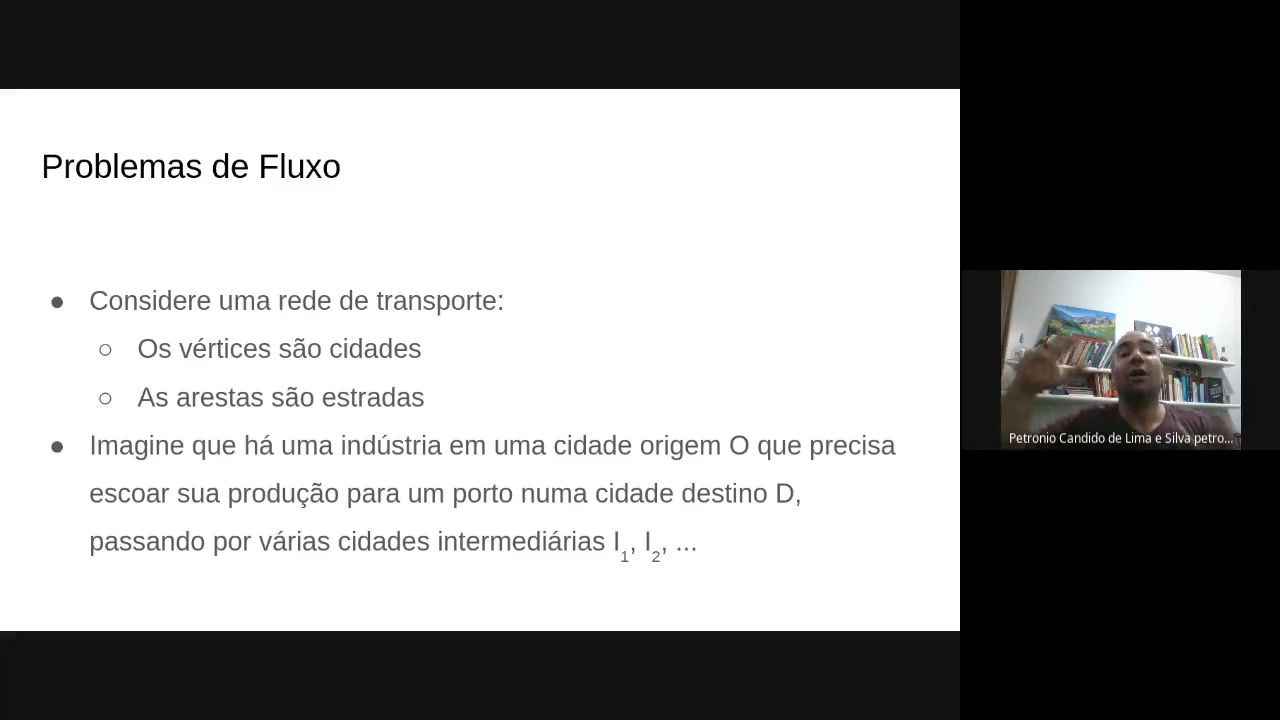 Problemas de Fluxo
● Considere uma rede de transporte:
○ Os vértices são cidades
○ As arestas são estradas
● Imagine que há uma indústria em uma cidade origem O que precisa
escoar sua produção para um porto numa cidade destino D,
passando por várias cidades intermediárias I₁, I₂, ...
Petronio Candido de Lima e Silva petro...